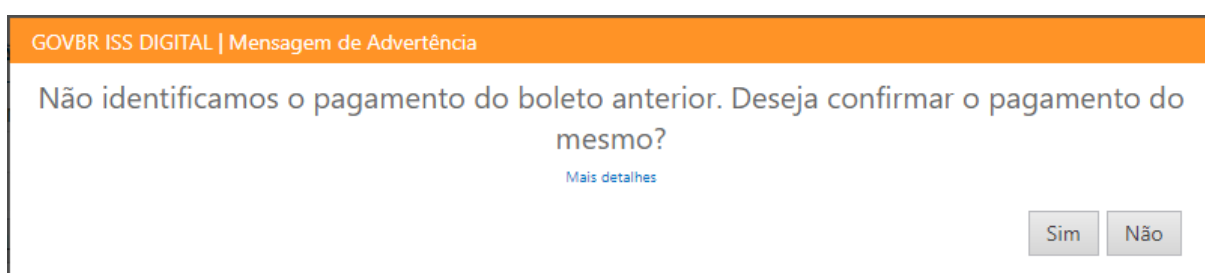 GOVBR ISS DIGITAL | Mensagem de Advertência
Não identificamos o pagamento do boleto anterior. Deseja confirmar o pagamento do
mesmo?
Mais detalhes
Sim Não